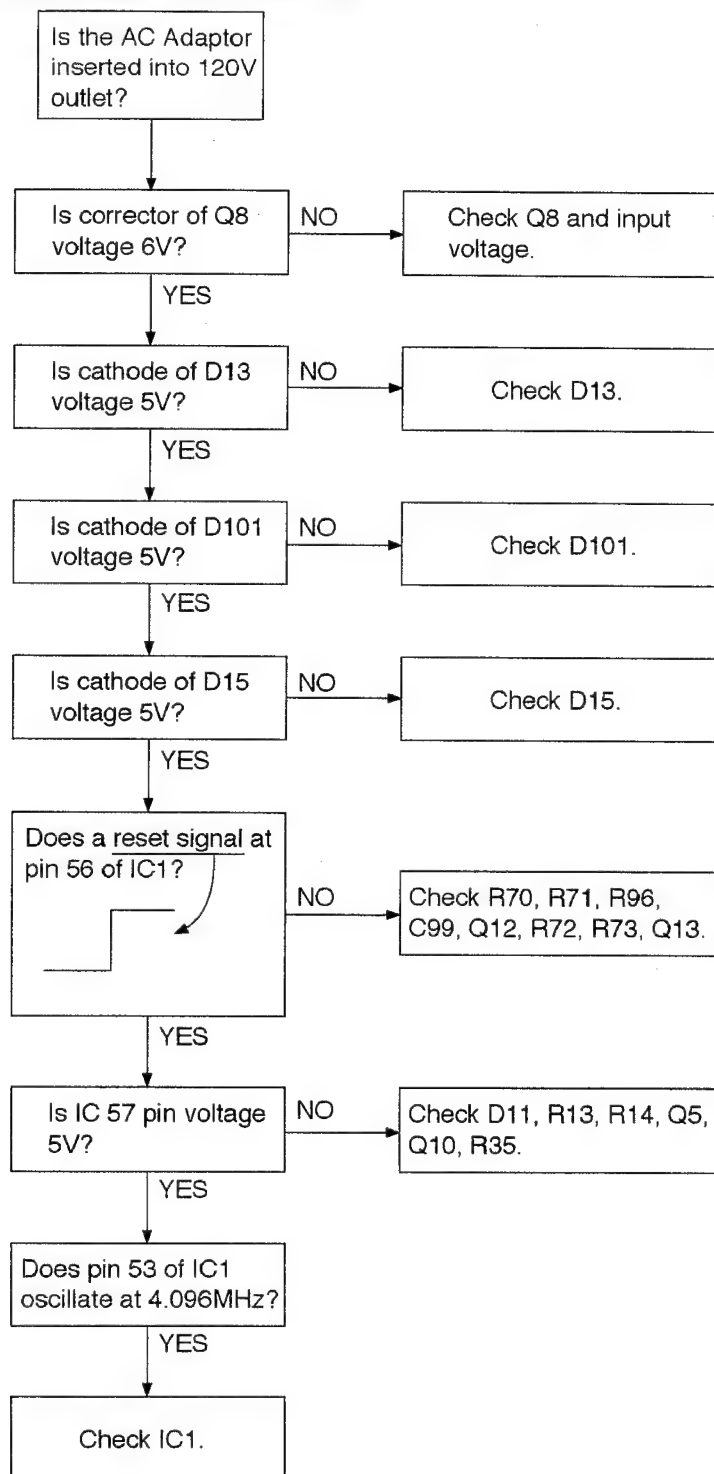 Is the AC Adaptor
inserted into 120V
outlet?
Is corrector of Q8
voltage 6V?
NO
Check Q8 and input
voltage.
YES
Is cathode of D13
voltage 5V?
NO
Check D13.
YES
Is cathode of D101
voltage 5V?
NO
Check D101.
YES
Is cathode of D15
voltage 5V?
NO
Check D15.
YES
Does a reset signal at
pin 56 of IC1?
NO
Check R70, R71, R96,
C99, Q12, R72, R73, Q13.
YES
Is IC 57 pin voltage
5V?
NO
Check D11, R13, R14, Q5,
Q10, R35.
YES
Does pin 53 of IC1
oscillate at 4.096MHz?
YES
Check IC1.